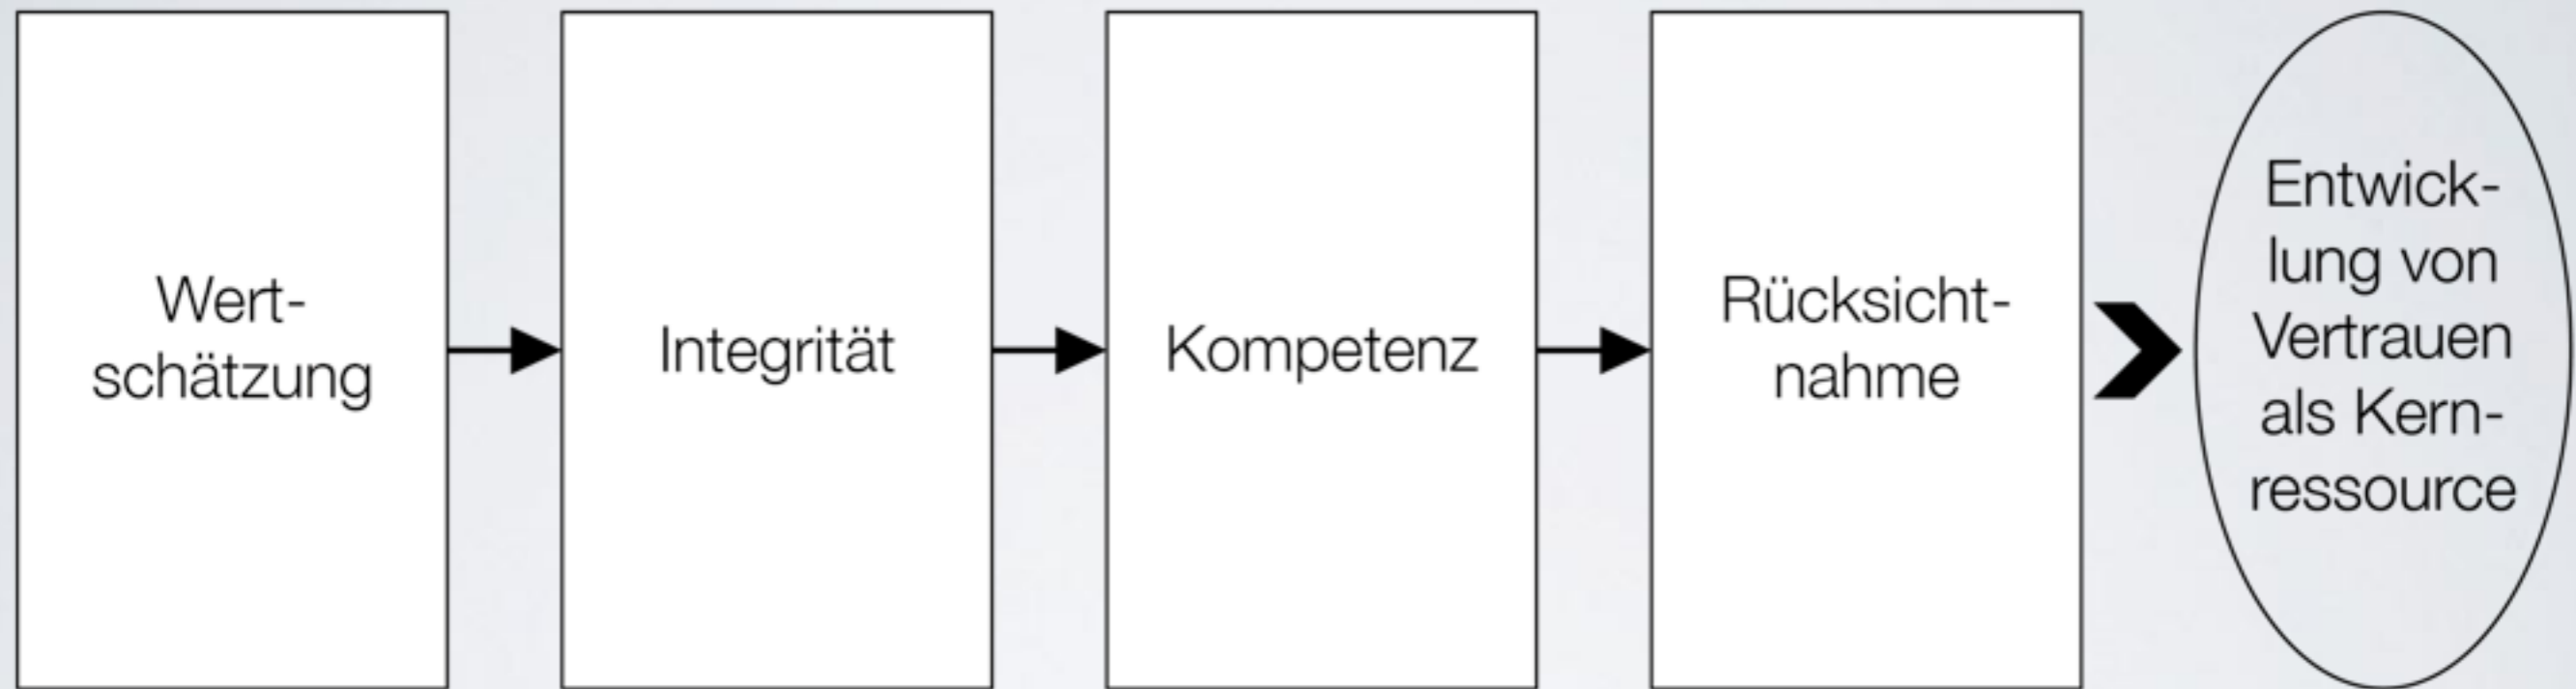 Wert-
schätzung
Integrität
Kompetenz
Rücksicht-
nahme
Entwick-
lung von
Vertrauen
als Kern-
ressource